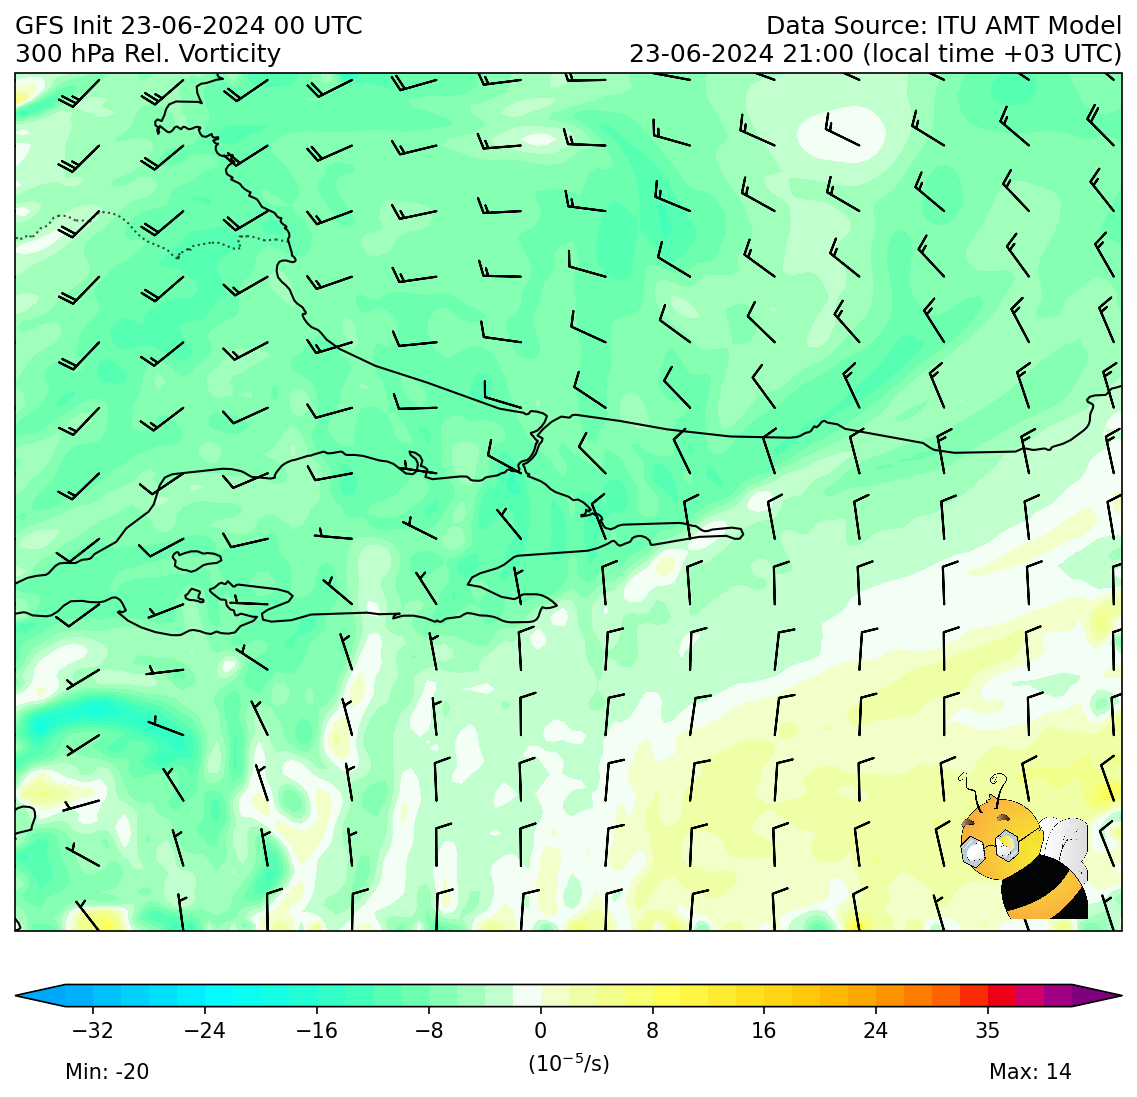 GFS Init 23-06-2024 00 UTC
Data Source: ITU AMT Model
300 hPa Rel. Vorticity
23-06-2024 21:00 (local time +03 UTC)
−32 −24 −16 −8 0 8 16 24 35
(10⁻⁵/s)
Min: -20
Max: 14